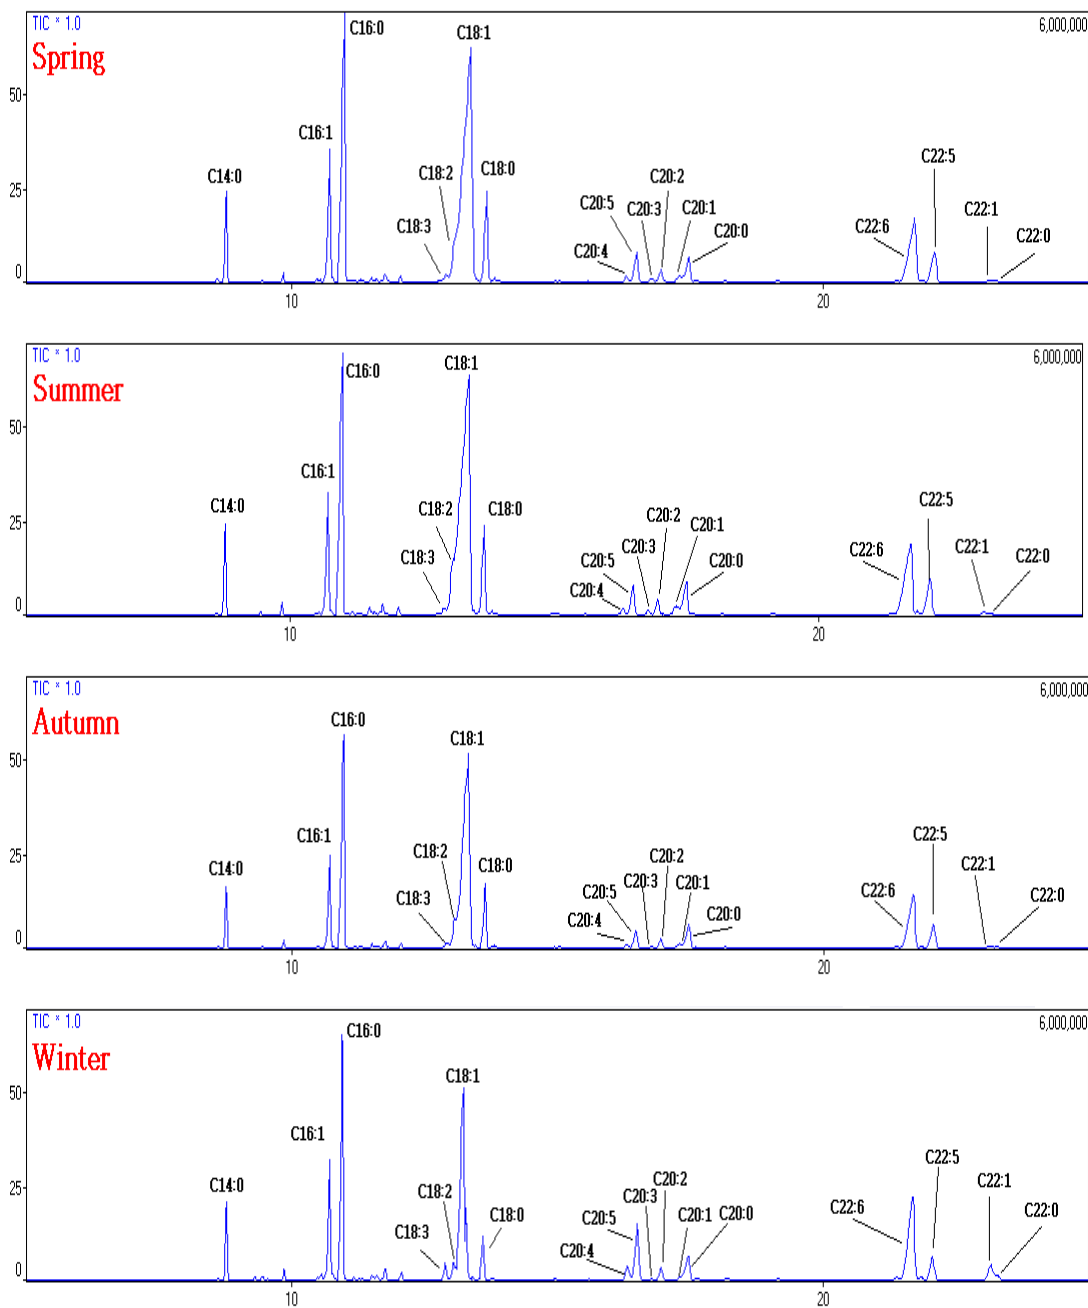 TIC * 1.0
6,000,000
Spring
C16:0
C18:1
50
C16:1
C22:5
C18:2
C18:0
C20:2
C14:0
25
C20:5
C20:3
C20:1
C22:1
C18:3
C22:6
C20:0
C22:0
C20:4
0
10
20
TIC * 1.0
6,000,000
Summer
C16:0
C18:1
50
C16:1
C14:0
C18:2
C18:0
C22:5
25
C20:2
C20:1
C18:3
C20:5
C20:3
C20:0
C22:6
C22:1
C22:0
C20:4
0
10
20
TIC * 1.0
6,000,000
Autumn
C16:0
C18:1
50
C16:1
25
C14:0
C18:2
C18:0
C20:2
C22:5
C18:3
C20:5
C20:3
C20:1
C22:6
C22:1
C22:0
C20:4
C20:0
0
10
20
TIC * 1.0
6,000,000
Winter
C16:0
C18:1
50
C16:1
25
C14:0
C18:2
C18:0
C20:3
C20:2
C22:5
C22:1
C18:3
C20:5
C20:1
C20:0
C22:6
C22:0
C20:4
0
10
20